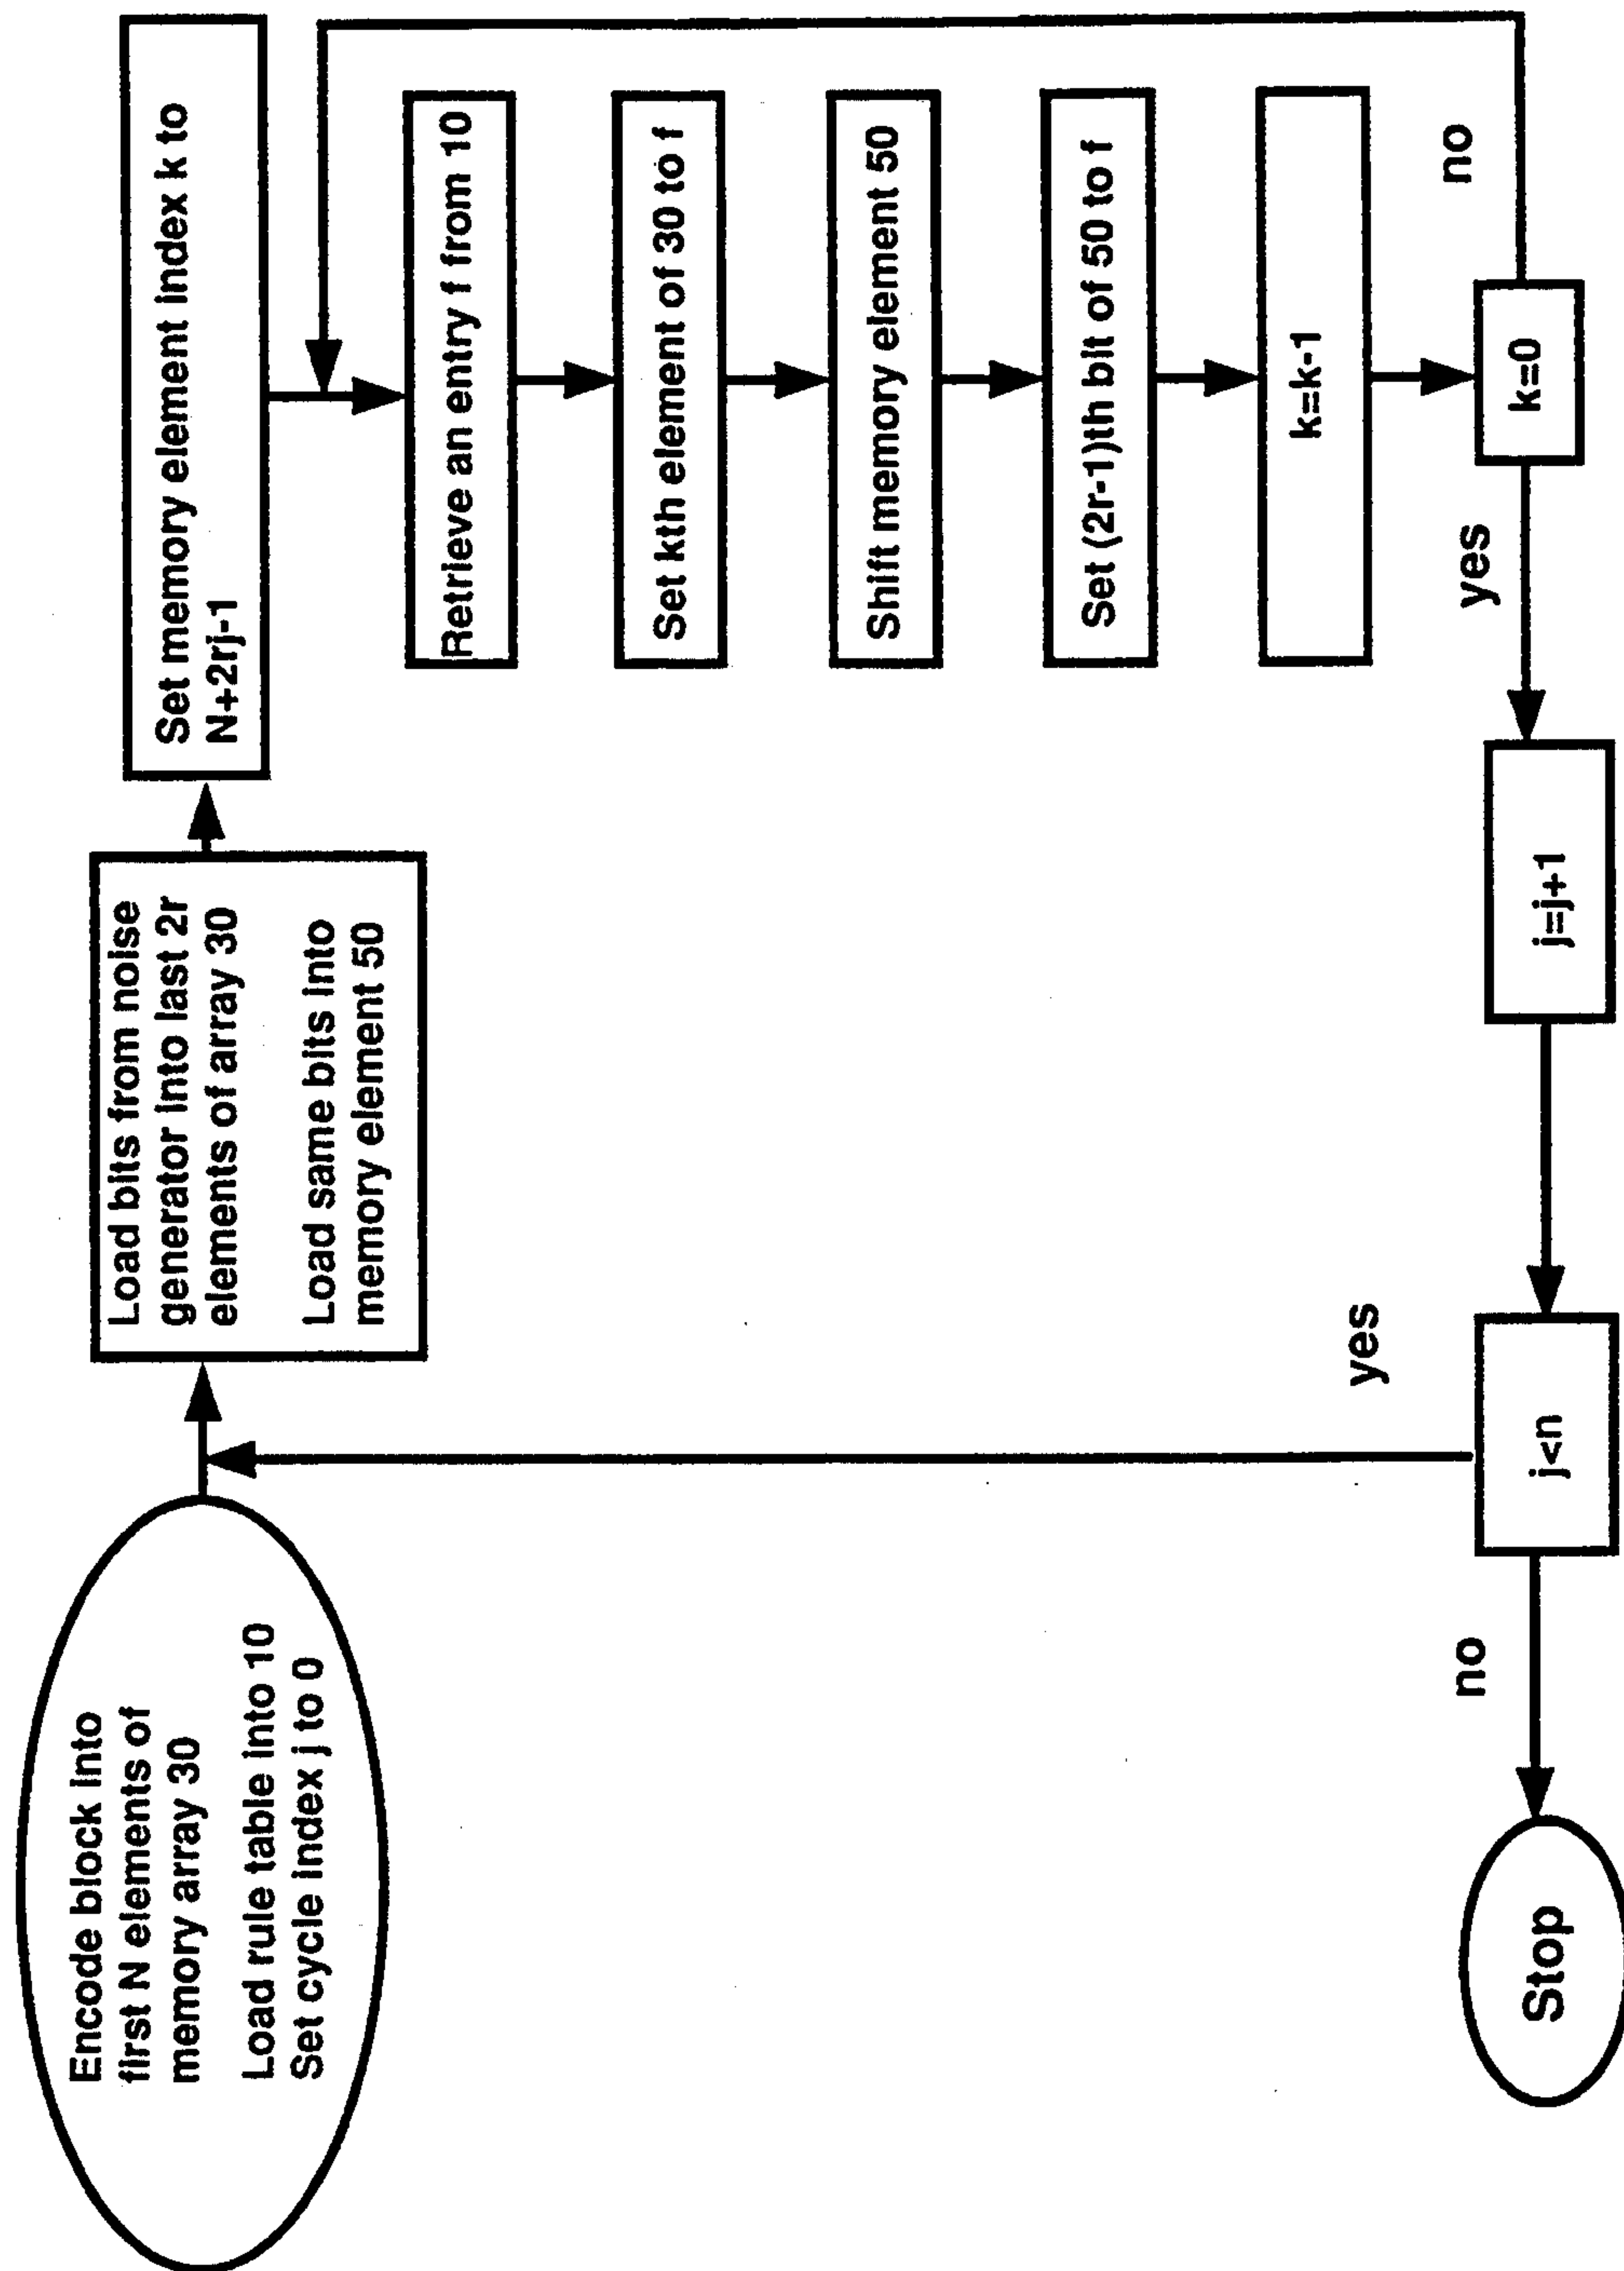 Encode block into
first N elements of
memory array 30
Load rule table into 10
Set cycle index j to 0
Load bits from noise
generator into last 2r
elements of array 30
Load same bits into
memory element 50
Set memory element index k to
N+2rj-1
Retrieve an entry f from 10
Set kth element of 30 to f
Shift memory element 50
Set (2r-1)th bit of 50 to f
k=k-1
k=0
no
yes
j=j+1
j<n
yes
no
Stop